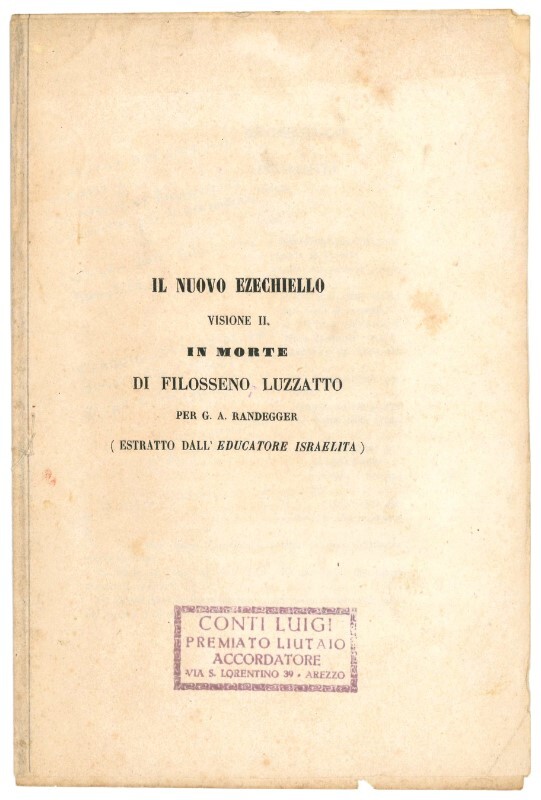 IL NUOVO EZECHIELLO
VISIONE II.
IN MORTE
DI FILOSSENO LUZZATTO
PER G. A. RANDEGGER
( ESTRATTO DALL' EDUCATORE ISRAELITA )
CONTI LUIGI
PREMIATO LIUTAIO
ACCORDATORE
VIA S. LORENTINO 39 - AREZZO